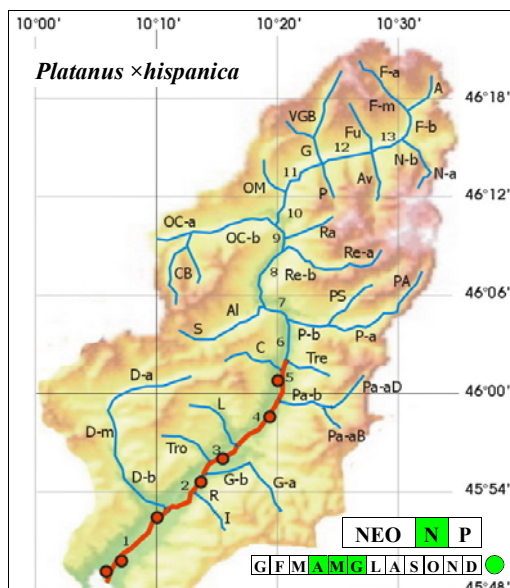 10°00' 10°10' 10°20' 10°30'
Platanus ×hispanica
F-a
A
46°18'
F-m
VGB
F-b
Fu
13
G
12
N-b
11
N-a
OM
P
Av
46°12'
10
OC-a
Ra
OC-b
9
Re-a
CB
8
Re-b
PA
PS
46°06'
7
Al
S
P-b
6
P-a
C
Tre
D-a
5
Pa-b
Pa-aD
46°00'
L
4
D-m
Pa-aB
Tro
3
D-b
G-b
2
R
G-a
45°54'
I
1
NEO N P
G F M A M G L A S O N D
45°48'